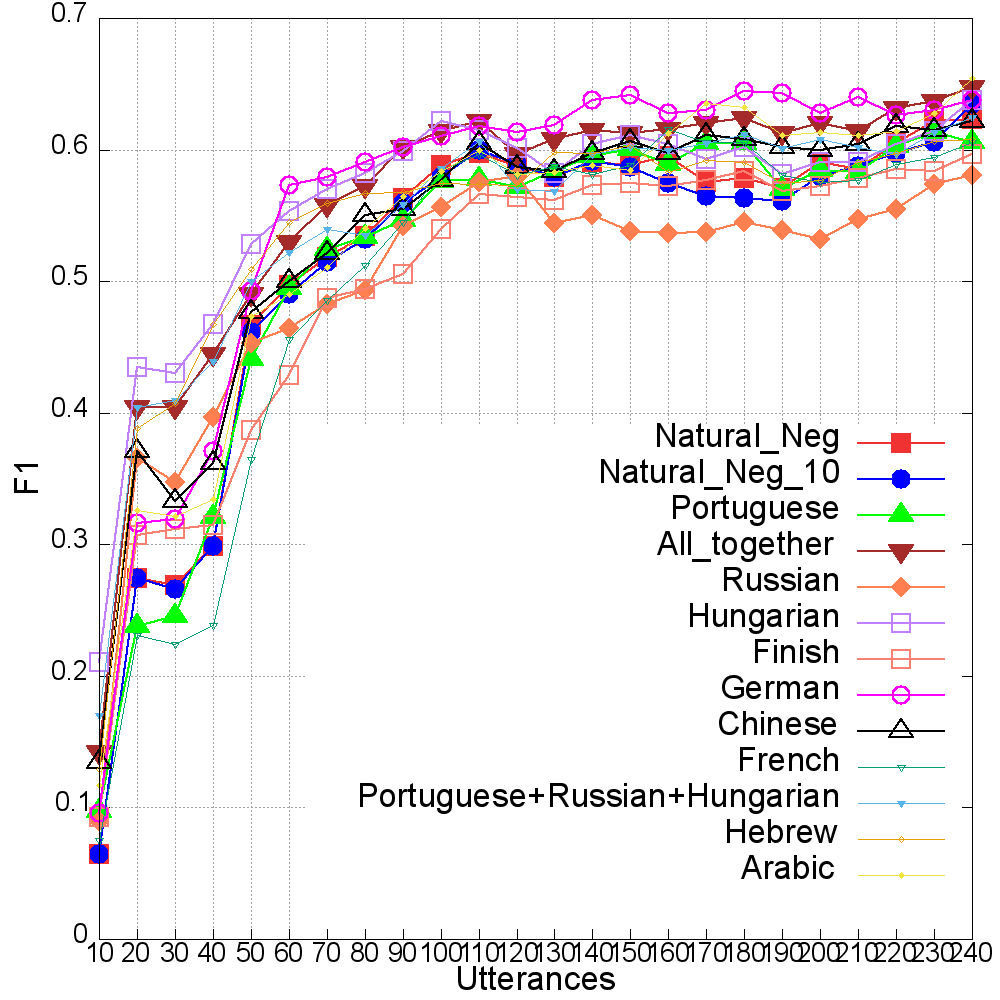 0.7
0.6
0.5
0.4
0.3
0.2
0.1
0
F1
Natural_Neg
Natural_Neg_10
Portuguese
All_together
Russian
Hungarian
Finish
German
Chinese
French
Portuguese+Russian+Hungarian
Hebrew
Arabic
10 20 30 40 50 60 70 80 90 100 110 120 130 140 150 160 170 180 190 200 210 220 230 240
Utterances